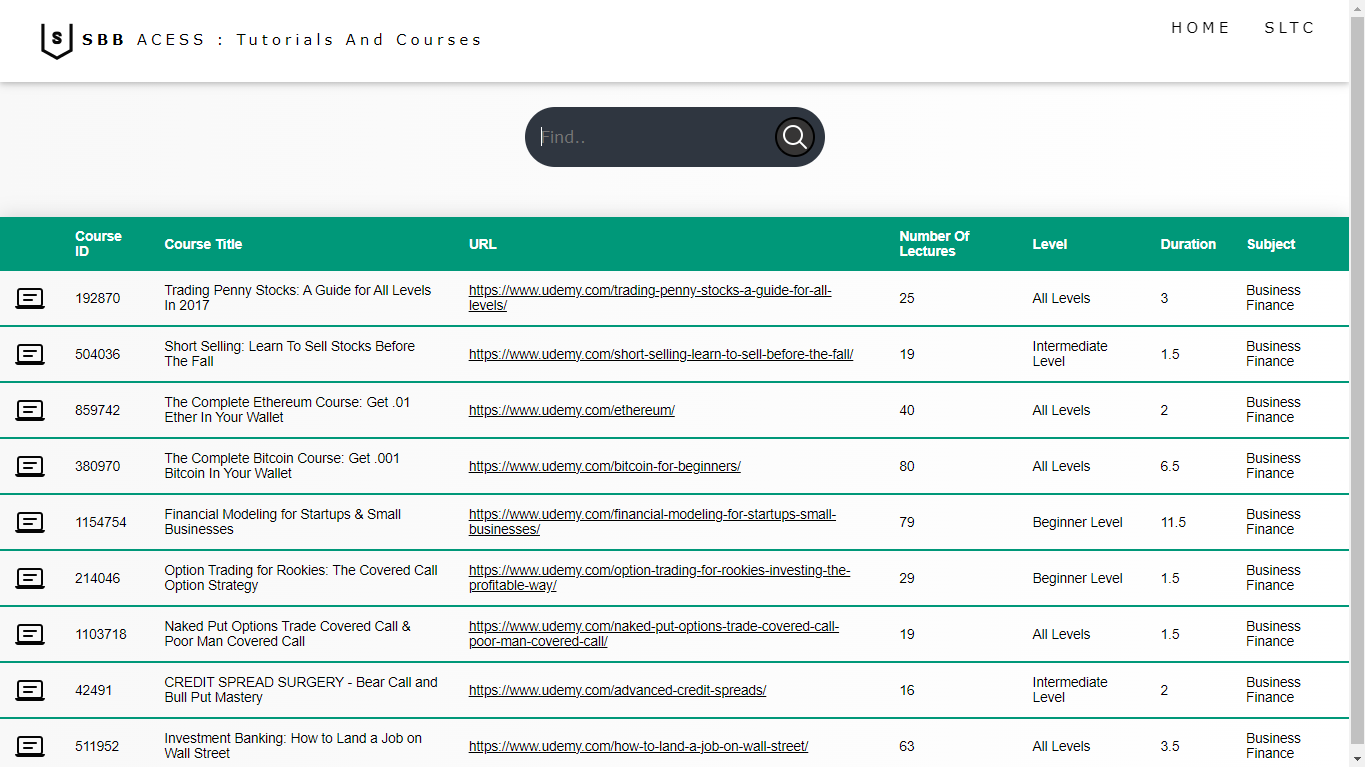 S SBB ACESS : Tutorials And Courses
HOME SLTC
Find..
Course ID Course Title URL Number Of Lectures Level Duration Subject
192870 Trading Penny Stocks: A Guide for All Levels In 2017 https://www.udemy.com/trading-penny-stocks-a-guide-for-all-levels/ 25 All Levels 3 Business Finance
504036 Short Selling: Learn To Sell Stocks Before The Fall https://www.udemy.com/short-selling-learn-to-sell-before-the-fall/ 19 Intermediate Level 1.5 Business Finance
859742 The Complete Ethereum Course: Get .01 Ether In Your Wallet https://www.udemy.com/ethereum/ 40 All Levels 2 Business Finance
380970 The Complete Bitcoin Course: Get .001 Bitcoin In Your Wallet https://www.udemy.com/bitcoin-for-beginners/ 80 All Levels 6.5 Business Finance
1154754 Financial Modeling for Startups & Small Businesses https://www.udemy.com/financial-modeling-for-startups-small-businesses/ 79 Beginner Level 11.5 Business Finance
214046 Option Trading for Rookies: The Covered Call Option Strategy https://www.udemy.com/option-trading-for-rookies-investing-the-profitable-way/ 29 Beginner Level 1.5 Business Finance
1103718 Naked Put Options Trade Covered Call & Poor Man Covered Call https://www.udemy.com/naked-put-options-trade-covered-call-poor-man-covered-call/ 19 All Levels 1.5 Business Finance
42491 CREDIT SPREAD SURGERY - Bear Call and Bull Put Mastery https://www.udemy.com/advanced-credit-spreads/ 16 Intermediate Level 2 Business Finance
511952 Investment Banking: How to Land a Job on Wall Street https://www.udemy.com/how-to-land-a-job-on-wall-street/ 63 All Levels 3.5 Business Finance